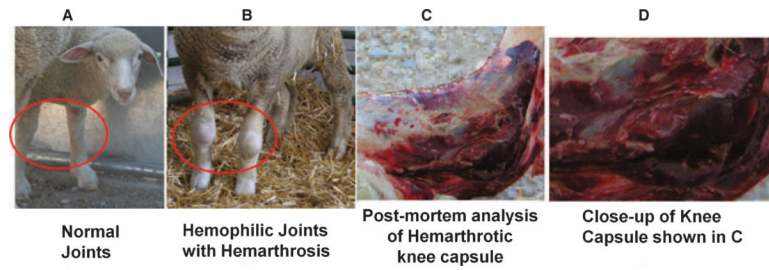 A
B
C
D
Normal
Joints
Hemophilic Joints
with Hemarthrosis
Post-mortem analysis
of Hemarthrotic
knee capsule
Close-up of Knee
Capsule shown in C